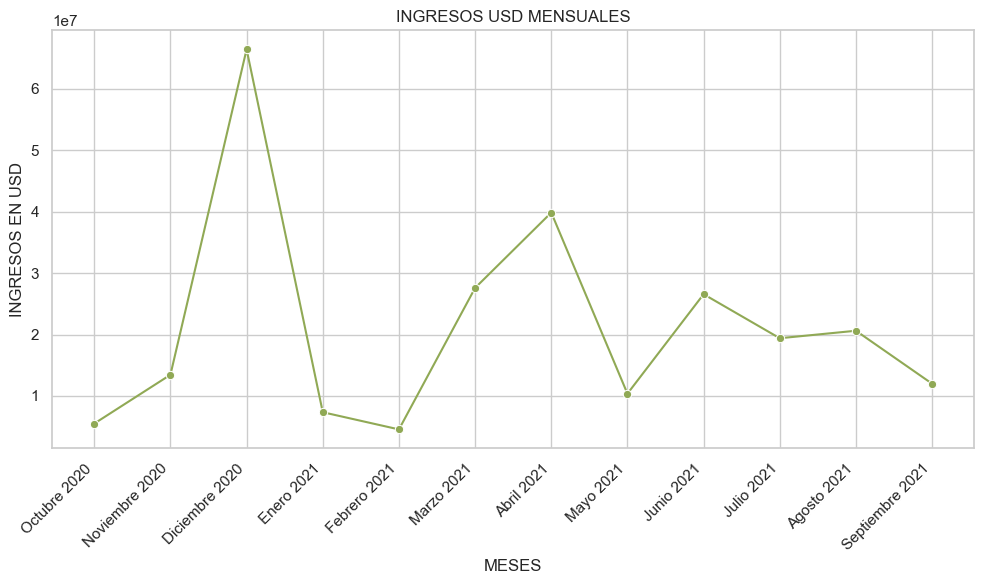 INGRESOS USD MENSUALES
1e7
6
5
4
3
2
1
INGRESOS EN USD
Octubre 2020
Noviembre 2020
Diciembre 2020
Enero 2021
Febrero 2021
Marzo 2021
Abril 2021
Mayo 2021
Junio 2021
Julio 2021
Agosto 2021
Septiembre 2021
MESES